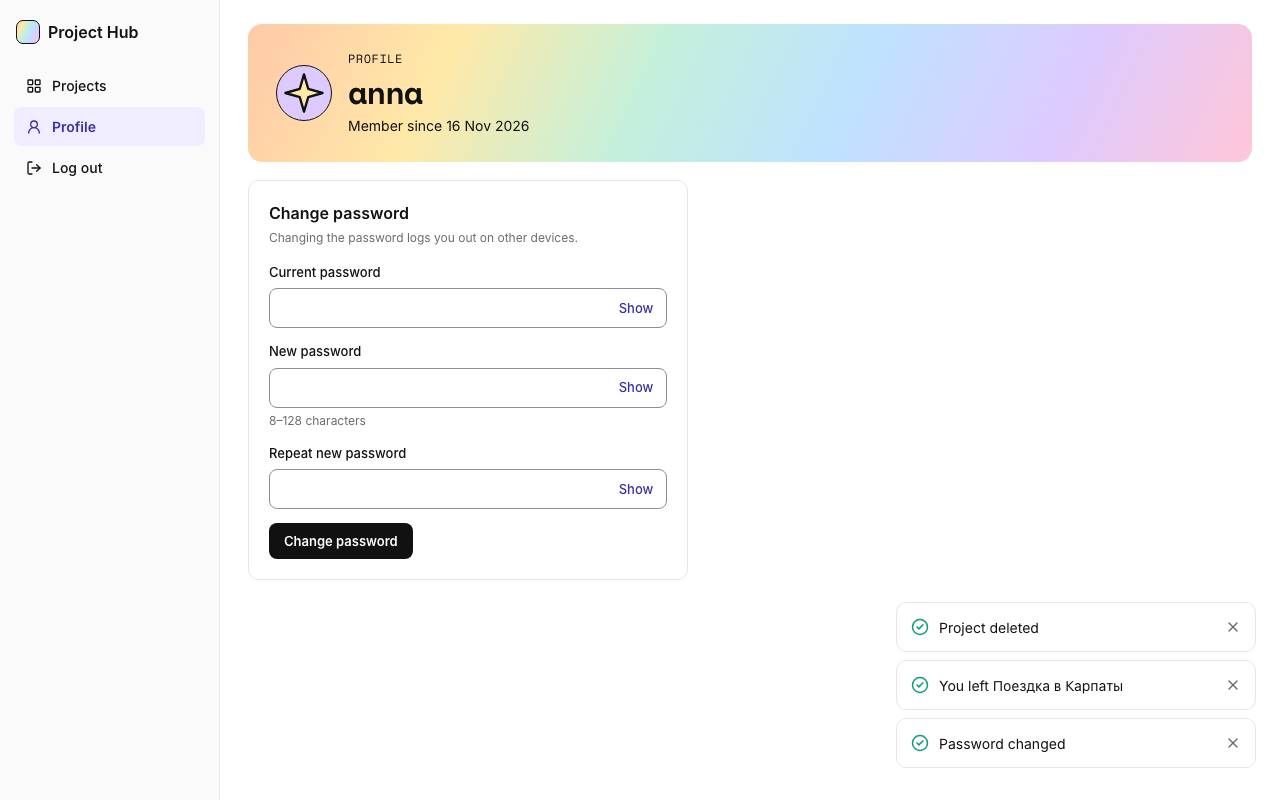 Project Hub
Projects
Profile
Log out
PROFILE
anna
Member since 16 Nov 2026
Change password
Changing the password logs you out on other devices.
Current password
Show
New password
Show
8–128 characters
Repeat new password
Show
Change password
Project deleted
You left Поездка в Карпаты
Password changed